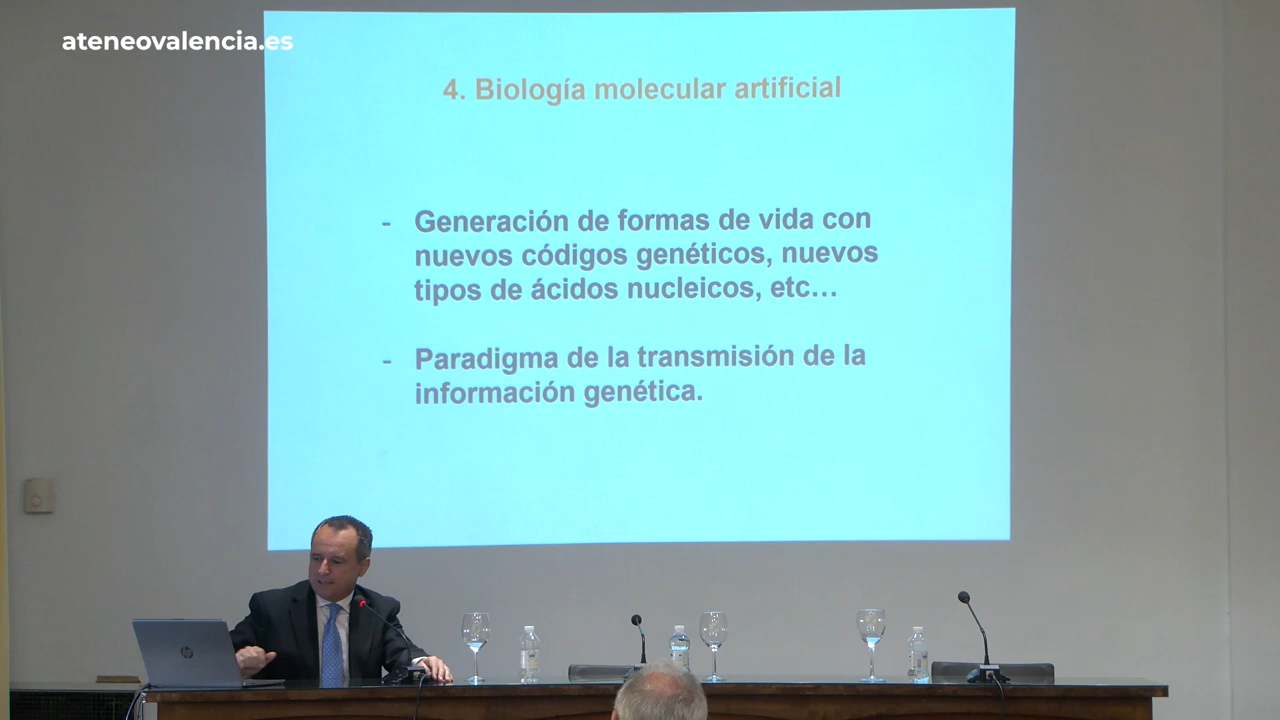 ateneovalencia.es
4. Biología molecular artificial
- Generación de formas de vida con
nuevos códigos genéticos, nuevos
tipos de ácidos nucleicos, etc…
- Paradigma de la transmisión de la
información genética.
hp